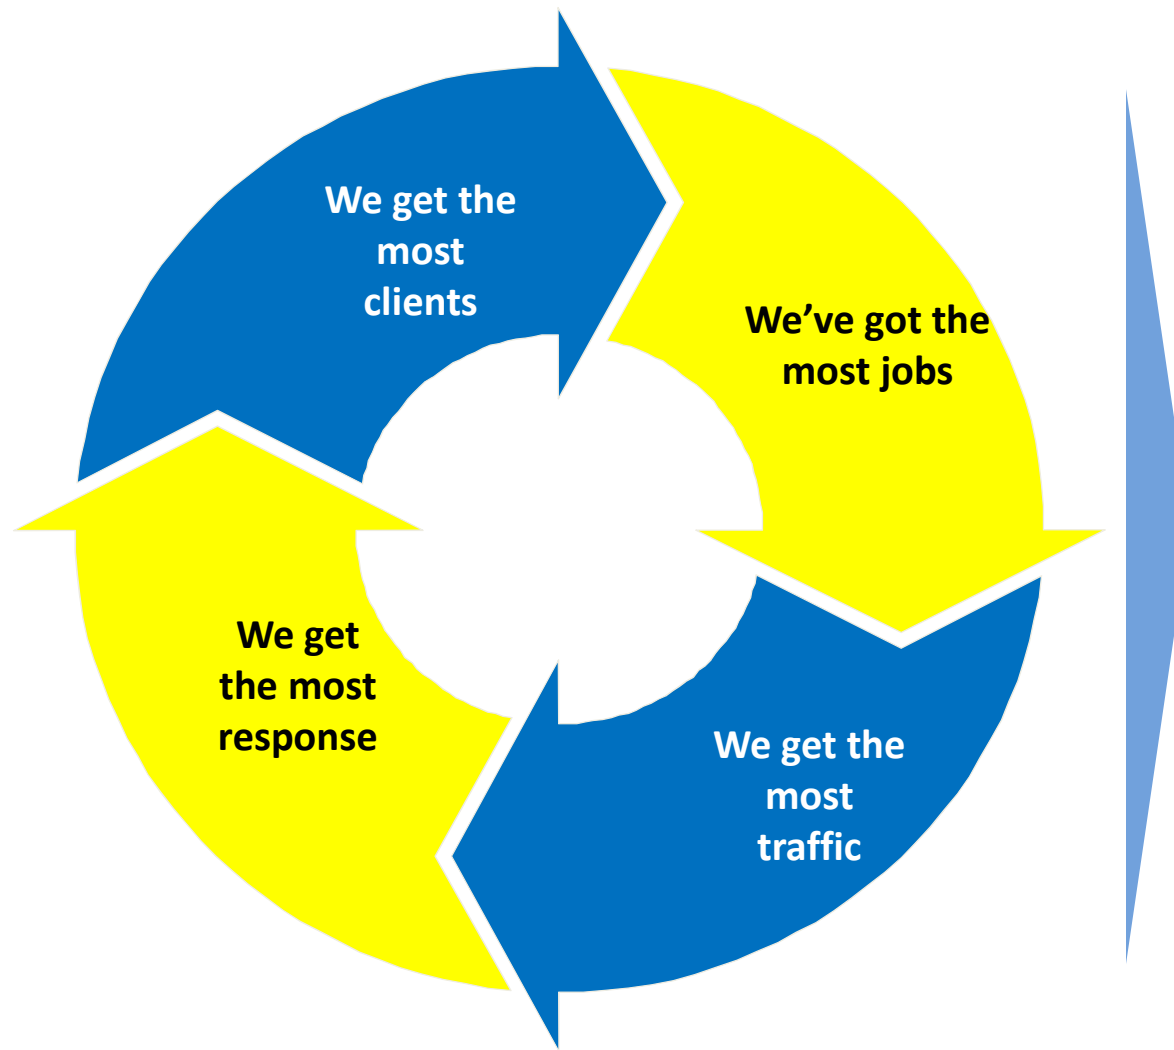 We get the
most
clients
We’ve got the
most jobs
We get the
most
traffic
We get
the most
response